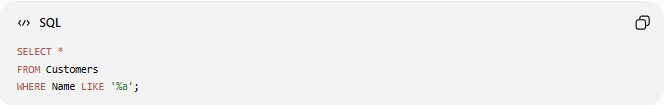 SQL
SELECT *
FROM Customers
WHERE Name LIKE '%a';